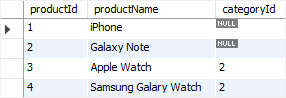 productId productName categoryId
1 iPhone NULL
2 Galaxy Note NULL
3 Apple Watch 2
4 Samsung Galary Watch 2